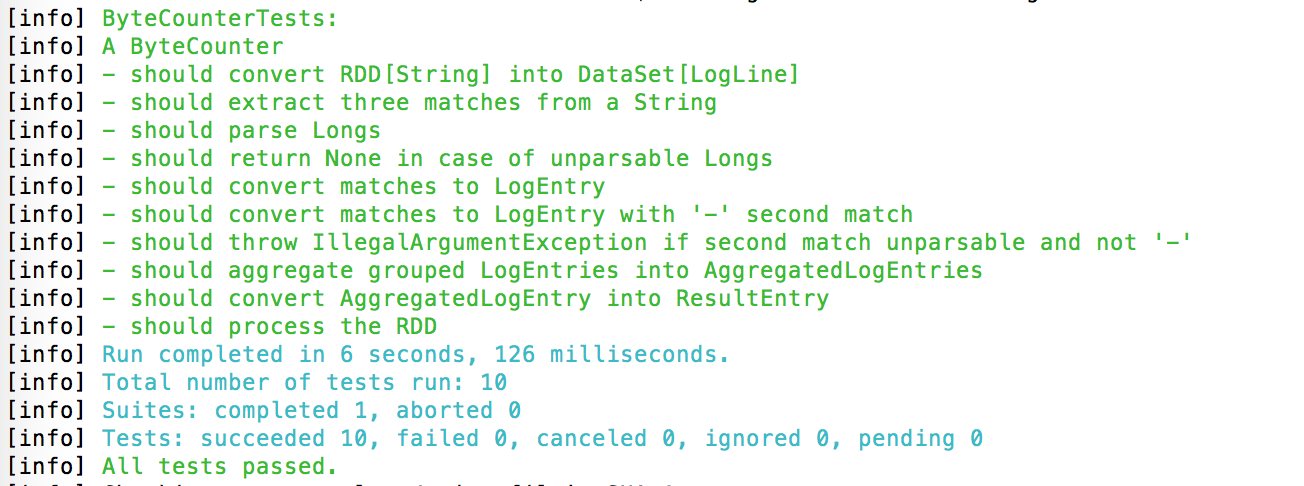 [info] ByteCounterTests:
[info] A ByteCounter
[info] - should convert RDD[String] into DataSet[LogLine]
[info] - should extract three matches from a String
[info] - should parse Longs
[info] - should return None in case of unparsable Longs
[info] - should convert matches to LogEntry
[info] - should convert matches to LogEntry with '-' second match
[info] - should throw IllegalArgumentException if second match unparsable and not '-'
[info] - should aggregate grouped LogEntries into AggregatedLogEntries
[info] - should convert AggregatedLogEntry into ResultEntry
[info] - should process the RDD
[info] Run completed in 6 seconds, 126 milliseconds.
[info] Total number of tests run: 10
[info] Suites: completed 1, aborted 0
[info] Tests: succeeded 10, failed 0, canceled 0, ignored 0, pending 0
[info] All tests passed.